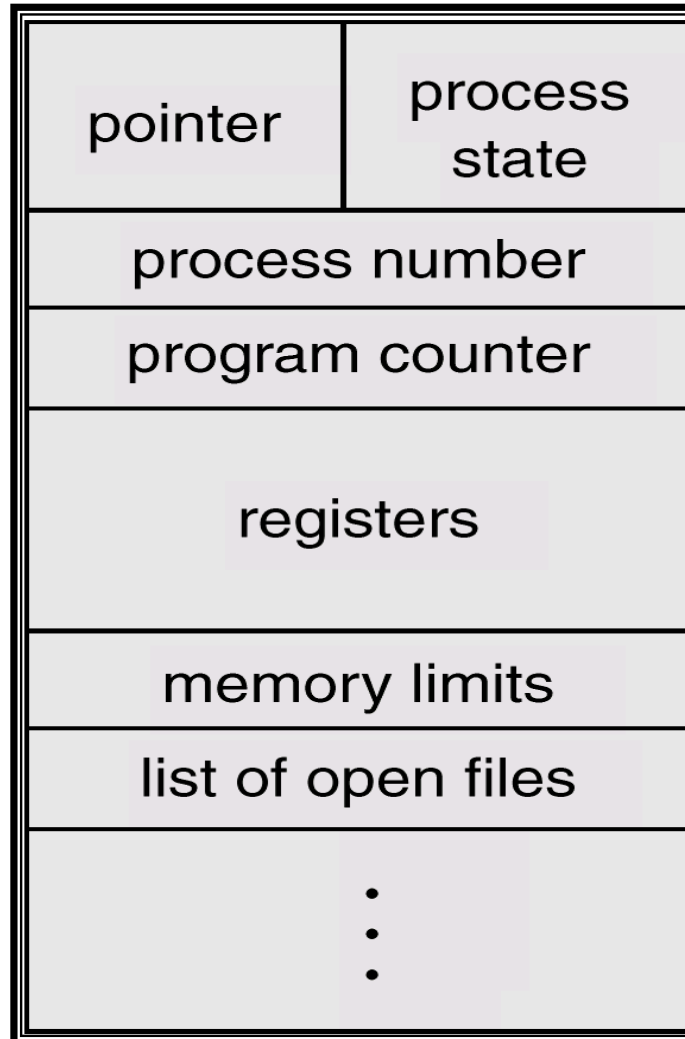 pointer
process
state
process number
program counter
registers
memory limits
list of open files